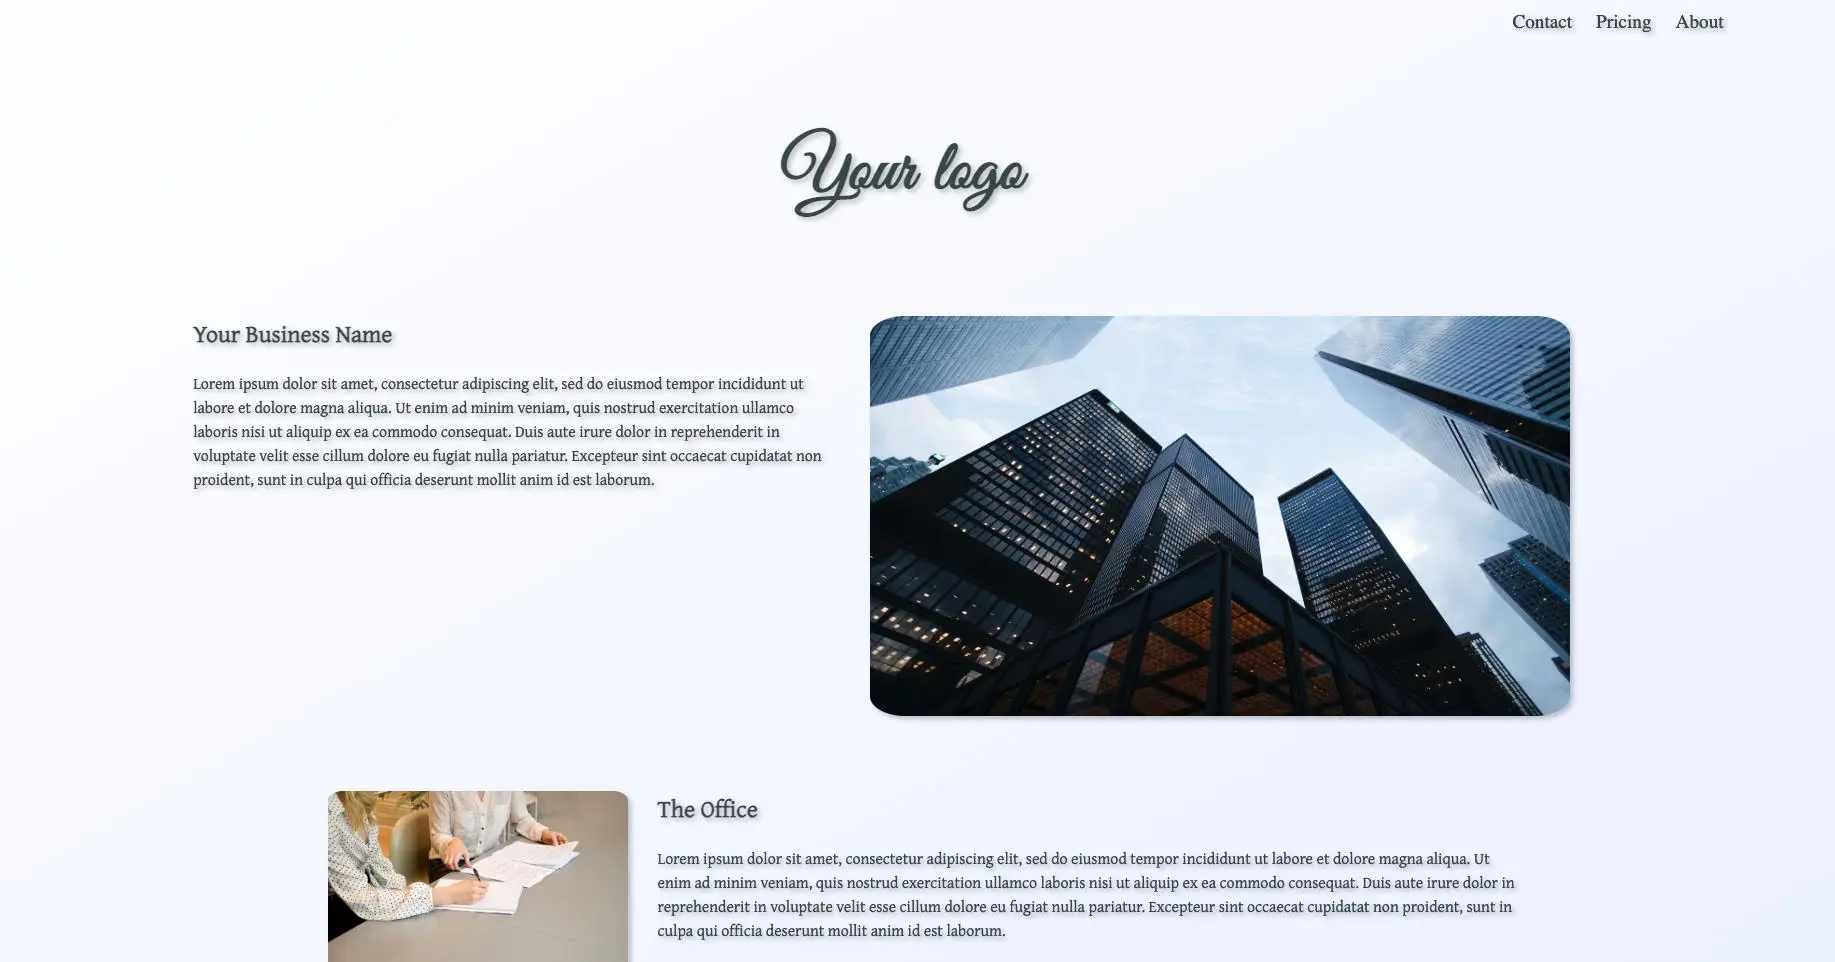 Contact Pricing About
Your logo
Your Business Name
Lorem ipsum dolor sit amet, consectetur adipiscing elit, sed do eiusmod tempor incididunt ut
labore et dolore magna aliqua. Ut enim ad minim veniam, quis nostrud exercitation ullamco
laboris nisi ut aliquip ex ea commodo consequat. Duis aute irure dolor in reprehenderit in
voluptate velit esse cillum dolore eu fugiat nulla pariatur. Excepteur sint occaecat cupidatat non
proident, sunt in culpa qui officia deserunt mollit anim id est laborum.
The Office
Lorem ipsum dolor sit amet, consectetur adipiscing elit, sed do eiusmod tempor incididunt ut labore et dolore magna aliqua. Ut
enim ad minim veniam, quis nostrud exercitation ullamco laboris nisi ut aliquip ex ea commodo consequat. Duis aute irure dolor in
reprehenderit in voluptate velit esse cillum dolore eu fugiat nulla pariatur. Excepteur sint occaecat cupidatat non proident, sunt in
culpa qui officia deserunt mollit anim id est laborum.